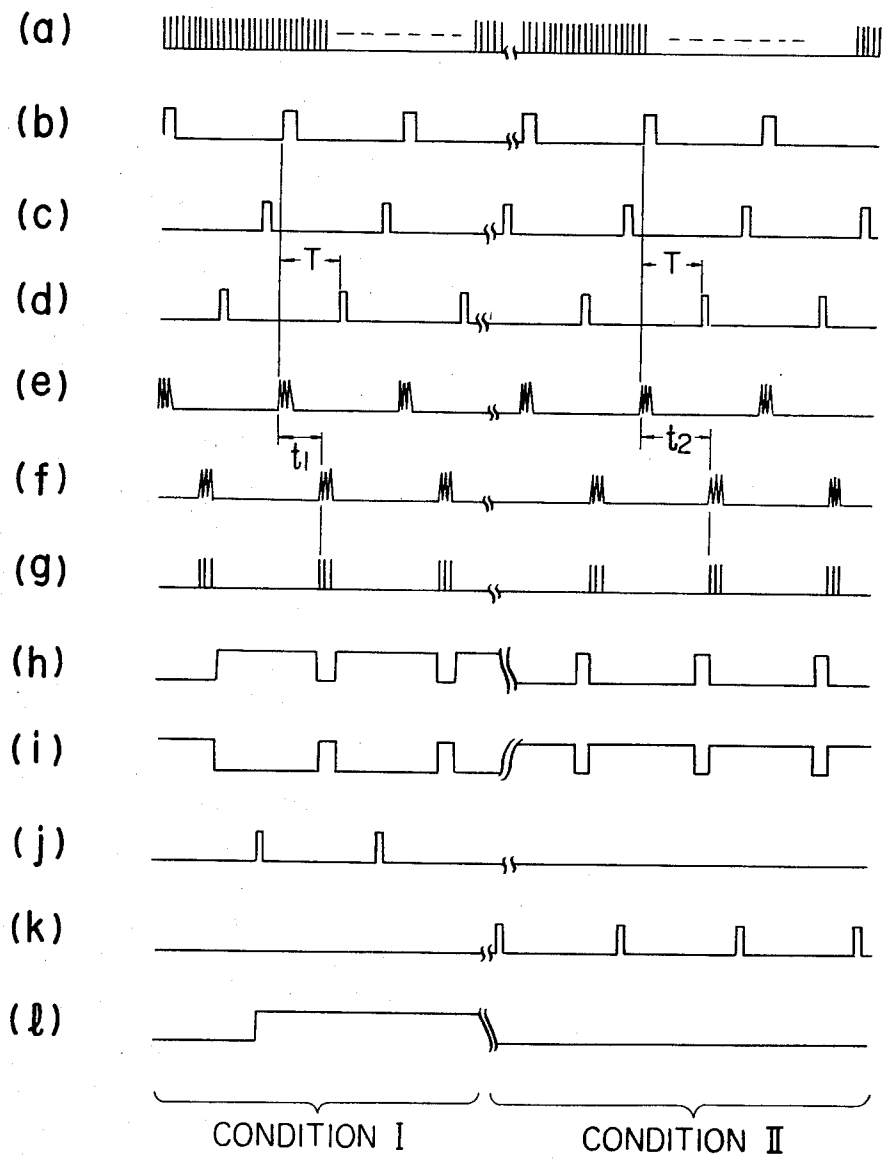 (a)
(b)
(c)
T T
(d)
(e)
t1 t2
(f)
(g)
(h)
(i)
(j)
(k)
(ℓ)
CONDITION I CONDITION II